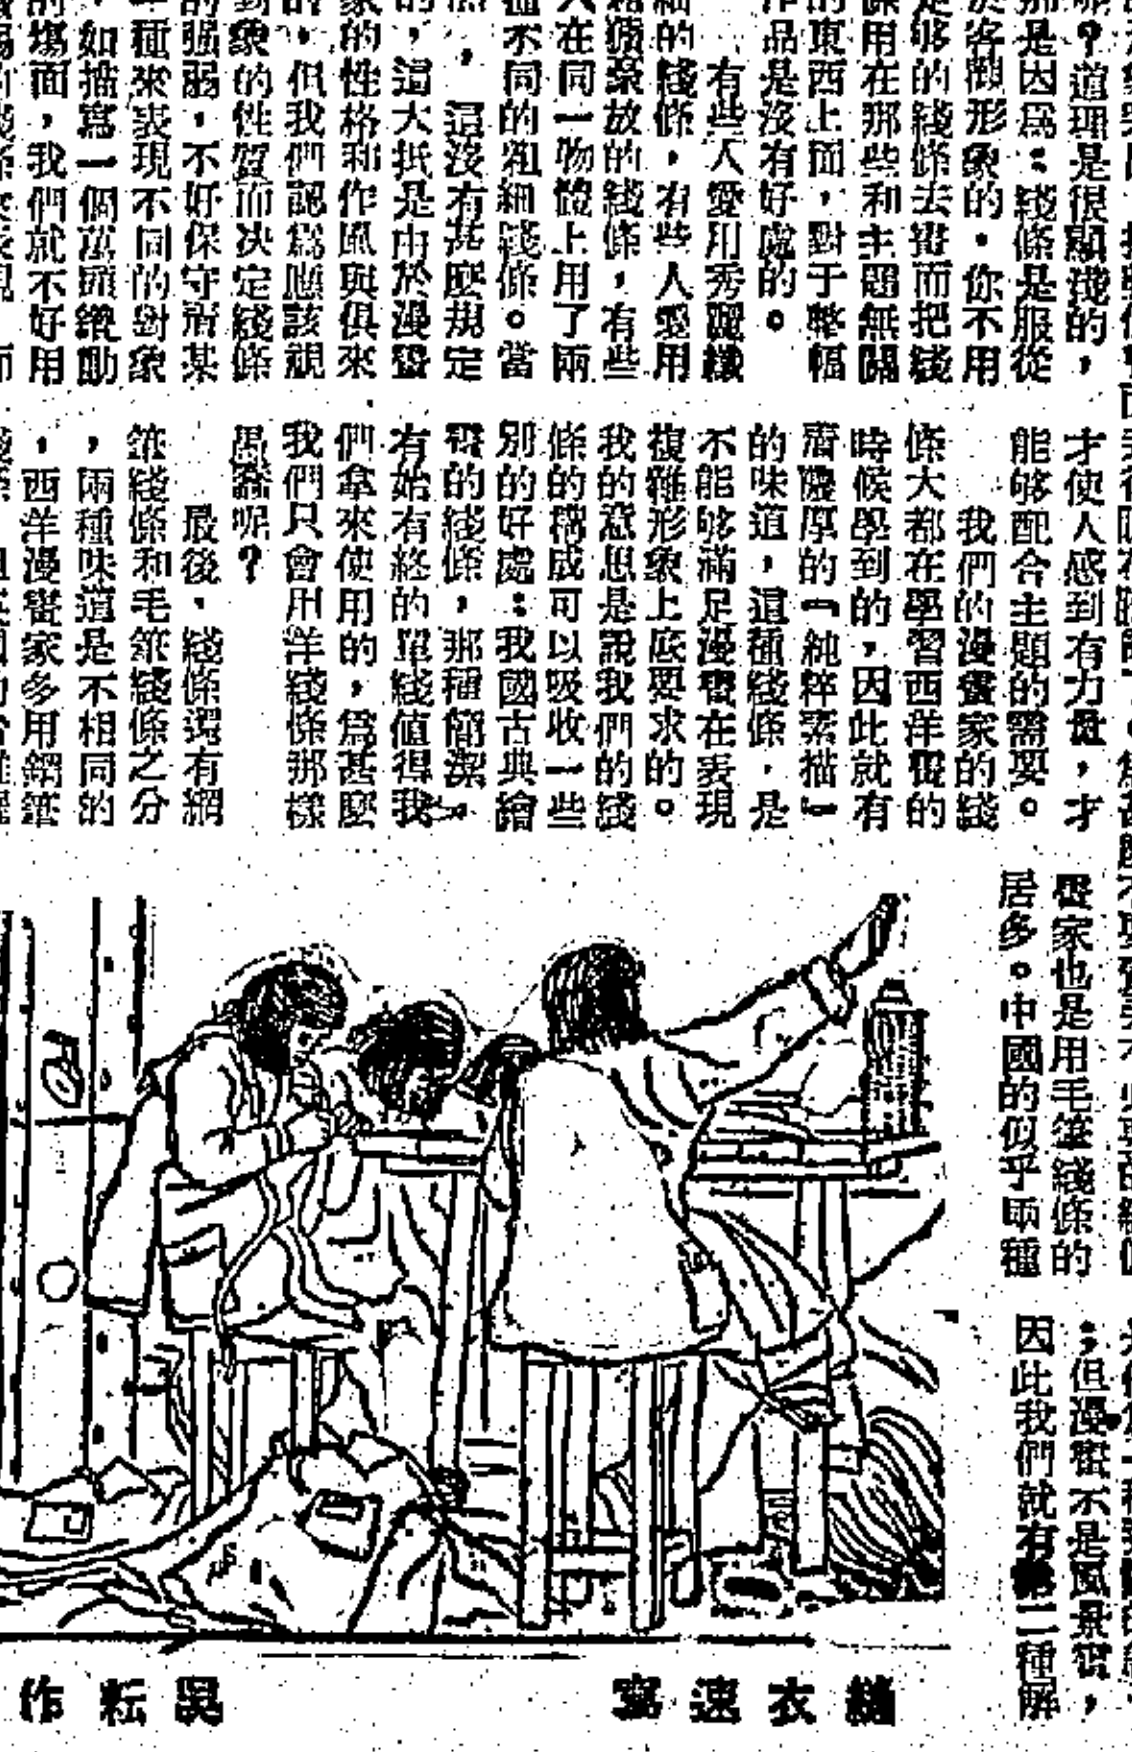 呢？道理是很顯淺的，
那是因爲：綫條是服從
於客觀形象的。你不用
足够的綫條去畫而把綫
條用在那些和主題無關
的東西上面，對于整幅
作品是沒有好處的。
有些人愛用秀麗纖
細的綫條，有些人愛用
粗獷豪放的綫條，有些
人在同一物體上用了兩
種不同的粗細綫條。當
然，這沒有甚麼規定
的，這大抵是由於漫畫
家的性格和作風與俱來
的，但我們認爲應該視
對象的性質而决定綫條
的强弱，不好保守着某
一種來表現不同的對象
，如描寫一個萬頭鑽動
的塲面，我們就不好用
才使人感到有力量，才
能够配合主題的需要。
我們的漫畫家的綫
條大都在學習西洋畫的
時候學到的，因此就有
着膄厚的「純粹素描」
的味道，這種綫條，是
不能够滿足漫畫在表現
複雜形象上底要求的。
我的意思是說我們的綫
條的構成可以吸收一些
別的好處：我國古典繪
畫的綫條，那種簡潔，
有始有終的單綫值得我
們拿來使用的，爲甚麼
我們只會用洋綫條那樣
愚蠢呢？
最後，綫條還有鋼
筆綫條和毛筆綫條之分
，兩種味道是不相同的
，西洋漫畫家多用鋼筆
畫家也是用毛筆綫條的
居多。中國的似乎兩種
；但漫畫不是風景畫，
因此我們就有第二種解
縫衣速寫
吳耘作